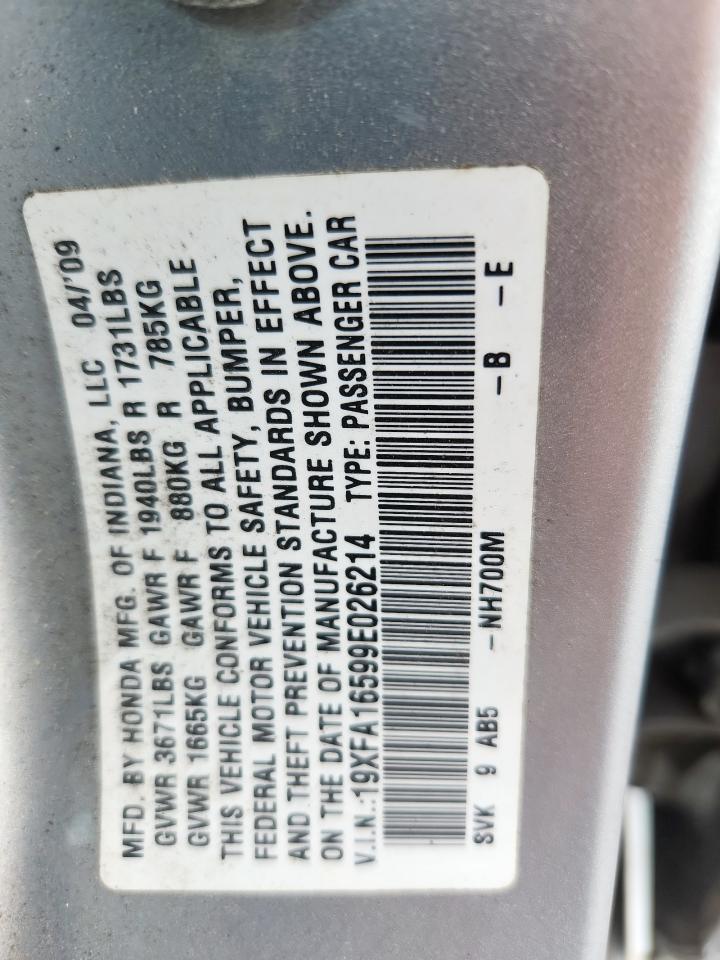 MFD. BY HONDA MFG. OF INDIANA, LLC 04/'09
GVWR 3671LBS GAWR F 1940LBS R 1731LBS
GVWR 1665KG GAWR F 880KG R 785KG
THIS VEHICLE CONFORMS TO ALL APPLICABLE
FEDERAL MOTOR VEHICLE SAFETY, BUMPER,
AND THEFT PREVENTION STANDARDS IN EFFECT
ON THE DATE OF MANUFACTURE SHOWN ABOVE.
V.I.N.:19XFA16599E026214 TYPE: PASSENGER CAR
SVK 9 AB5 -NH700M -B -E